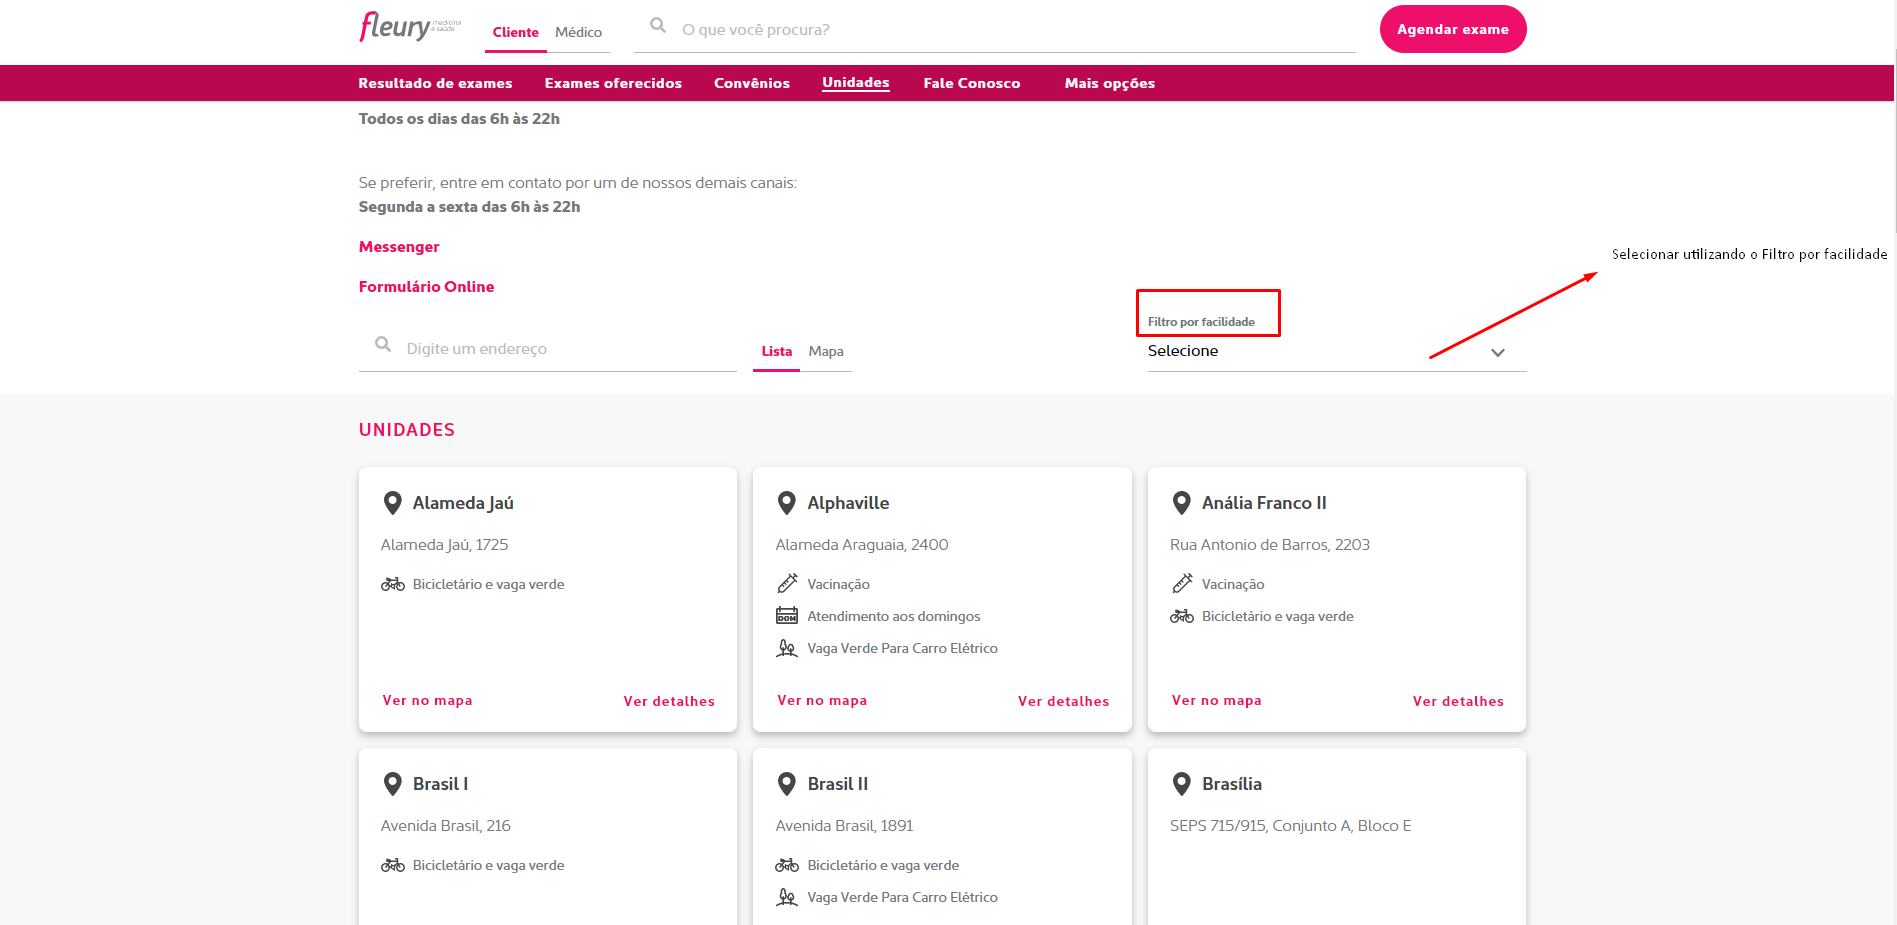 fleury medicina e saúde
Cliente Médico
O que você procura?
Agendar exame
Resultado de exames Exames oferecidos Convênios Unidades Fale Conosco Mais opções
Todos os dias das 6h às 22h
Se preferir, entre em contato por um de nossos demais canais:
Segunda a sexta das 6h às 22h
Messenger
Formulário Online
Selecionar utilizando o Filtro por facilidade
Filtro por facilidade
Digite um endereço
Lista Mapa
Selecione
UNIDADES
Alameda Jaú
Alameda Jaú, 1725
Bicicletário e vaga verde
Ver no mapa Ver detalhes
Alphaville
Alameda Araguaia, 2400
Vacinação
DOM Atendimento aos domingos
Vaga Verde Para Carro Elétrico
Ver no mapa Ver detalhes
Anália Franco II
Rua Antonio de Barros, 2203
Vacinação
Bicicletário e vaga verde
Ver no mapa Ver detalhes
Brasil I
Avenida Brasil, 216
Bicicletário e vaga verde
Brasil II
Avenida Brasil, 1891
Bicicletário e vaga verde
Vaga Verde Para Carro Elétrico
Brasília
SEPS 715/915, Conjunto A, Bloco E